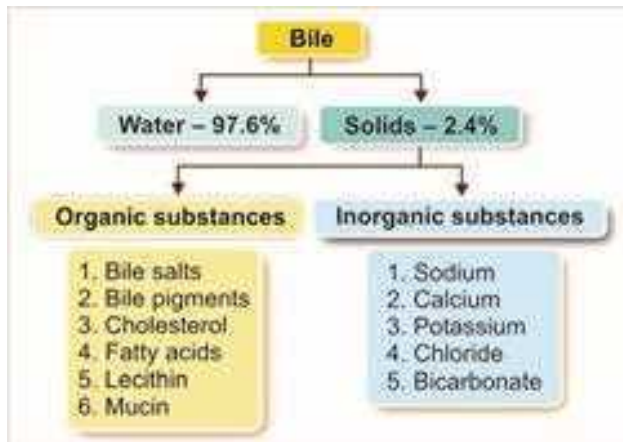 Bile
Water – 97.6%
Solids – 2.4%
Organic substances
Inorganic substances
1. Bile salts
2. Bile pigments
3. Cholesterol
4. Fatty acids
5. Lecithin
6. Mucin
1. Sodium
2. Calcium
3. Potassium
4. Chloride
5. Bicarbonate